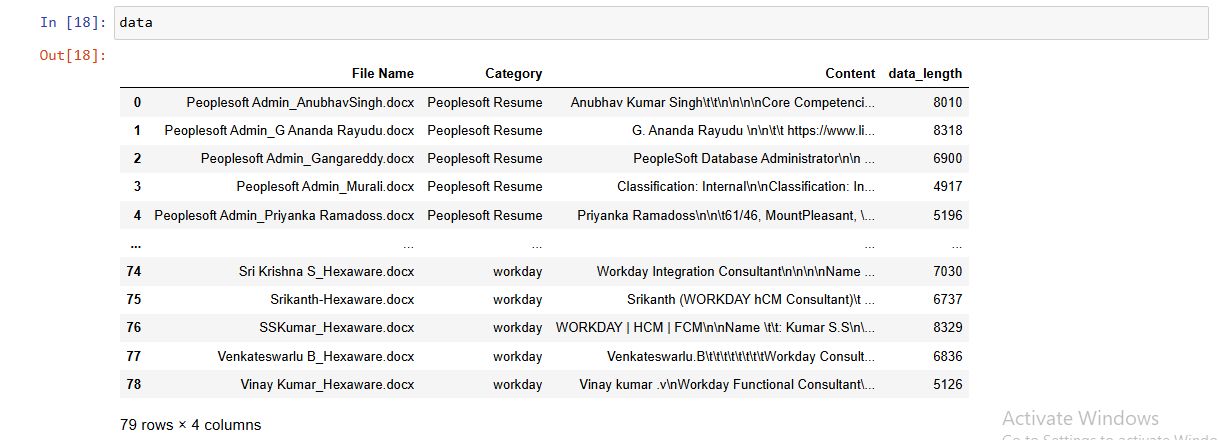 In [18]: data
Out[18]:
File Name Category Content data_length
0 Peoplesoft Admin_AnubhavSingh.docx Peoplesoft Resume Anubhav Kumar Singh\t\t\n\n\n\nCore Competenci... 8010
1 Peoplesoft Admin_G Ananda Rayudu.docx Peoplesoft Resume G. Ananda Rayudu \n\n\t\t https://www.li... 8318
2 Peoplesoft Admin_Gangareddy.docx Peoplesoft Resume PeopleSoft Database Administrator\n\n ... 6900
3 Peoplesoft Admin_Murali.docx Peoplesoft Resume Classification: Internal\n\nClassification: In... 4917
4 Peoplesoft Admin_Priyanka Ramadoss.docx Peoplesoft Resume Priyanka Ramadoss\n\n\t61/46, MountPleasant, \... 5196
... ... ... ... ...
74 Sri Krishna S_Hexaware.docx workday Workday Integration Consultant\n\n\n\nName ... 7030
75 Srikanth-Hexaware.docx workday Srikanth (WORKDAY hCM Consultant)\t ... 6737
76 SSKumar_Hexaware.docx workday WORKDAY | HCM | FCM\n\nName \t\t: Kumar S.S\n\... 8329
77 Venkateswarlu B_Hexaware.docx workday Venkateswarlu.B\t\t\t\t\t\t\t\tWorkday Consult... 6836
78 Vinay Kumar_Hexaware.docx workday Vinay kumar .v\nWorkday Functional Consultant\... 5126
79 rows × 4 columns
Activate Windows
Go to Settings to activate Windo